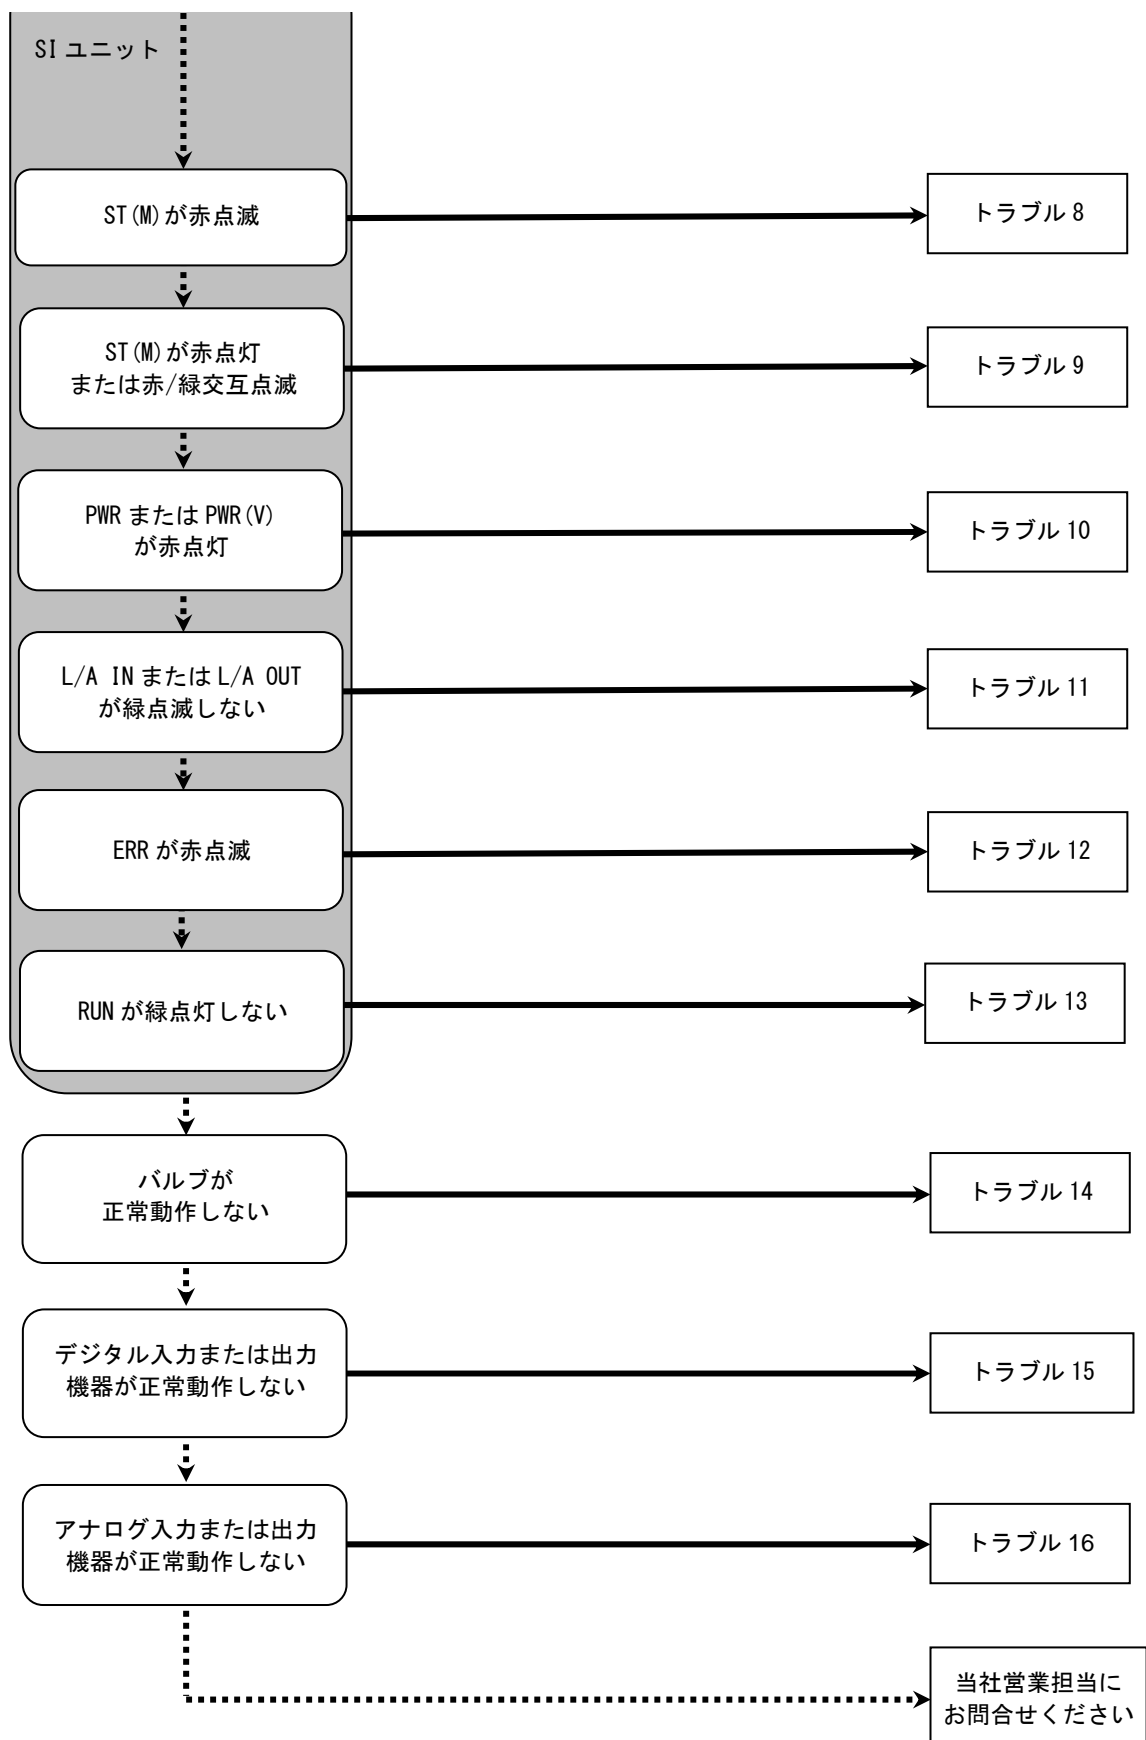 SI ユニット
ST(M)が赤点滅
トラブル 8
ST(M)が赤点灯
または赤/緑交互点滅
トラブル 9
PWR または PWR(V)
が赤点灯
トラブル 10
L/A IN または L/A OUT
が緑点滅しない
トラブル 11
ERR が赤点滅
トラブル 12
RUN が緑点灯しない
トラブル 13
バルブが
正常動作しない
トラブル 14
デジタル入力または出力
機器が正常動作しない
トラブル 15
アナログ入力または出力
機器が正常動作しない
トラブル 16
当社営業担当に
お問合せください